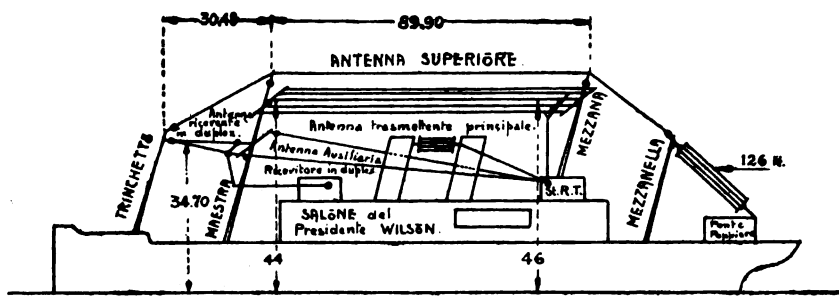 30.48
89.90
ANTENNA SUPERIORE
Antenna
ricevente
in duplex.
Antenna trasmettente principale.
Antenna Ausiliaria
Ricevitore in duplex
TRINCHETTO
MAESTRA
MEZZANA
MEZZANELLA
34.70
St.R.T.
126 M.
SALONE del
Presidente WILSON.
Ponte
Poppiero
44
46